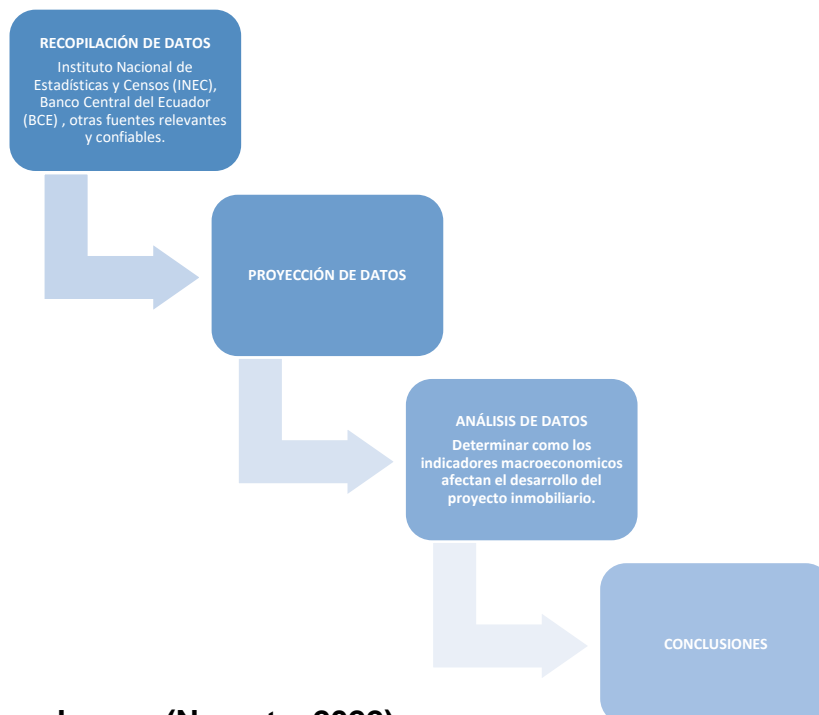 RECOPILACIÓN DE DATOS
Instituto Nacional de
Estadísticas y Censos (INEC),
Banco Central del Ecuador
(BCE) , otras fuentes relevantes
y confiables.
PROYECCIÓN DE DATOS
ANÁLISIS DE DATOS
Determinar como los
indicadores macroeconomicos
afectan el desarrollo del
proyecto inmobiliario.
CONCLUSIONES